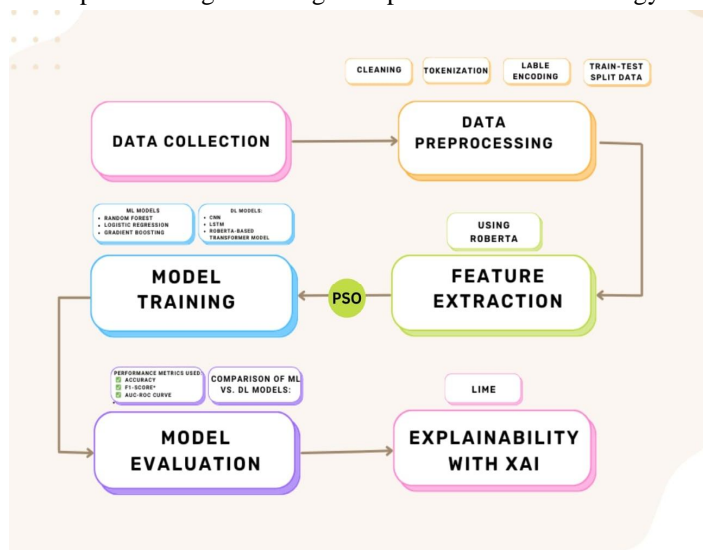 CLEANING
TOKENIZATION
LABLE
ENCODING
TRAIN-TEST
SPLIT DATA
DATA COLLECTION
DATA
PREPROCESSING
ML MODELS
• RANDOM FOREST
• LOGISTIC REGRESSION
• GRADIENT BOOSTING
DL MODELS:
• CNN
• LSTM
• ROBERTA-BASED
TRANSFORMER MODEL
USING
ROBERTA
MODEL
TRAINING
PSO
FEATURE
EXTRACTION
PERFORMANCE METRICS USED
✅ ACCURACY
✅ F1-SCORE*
✅ AUC-ROC CURVE
COMPARISON OF ML
VS. DL MODELS:
LIME
MODEL
EVALUATION
EXPLAINABILITY
WITH XAI